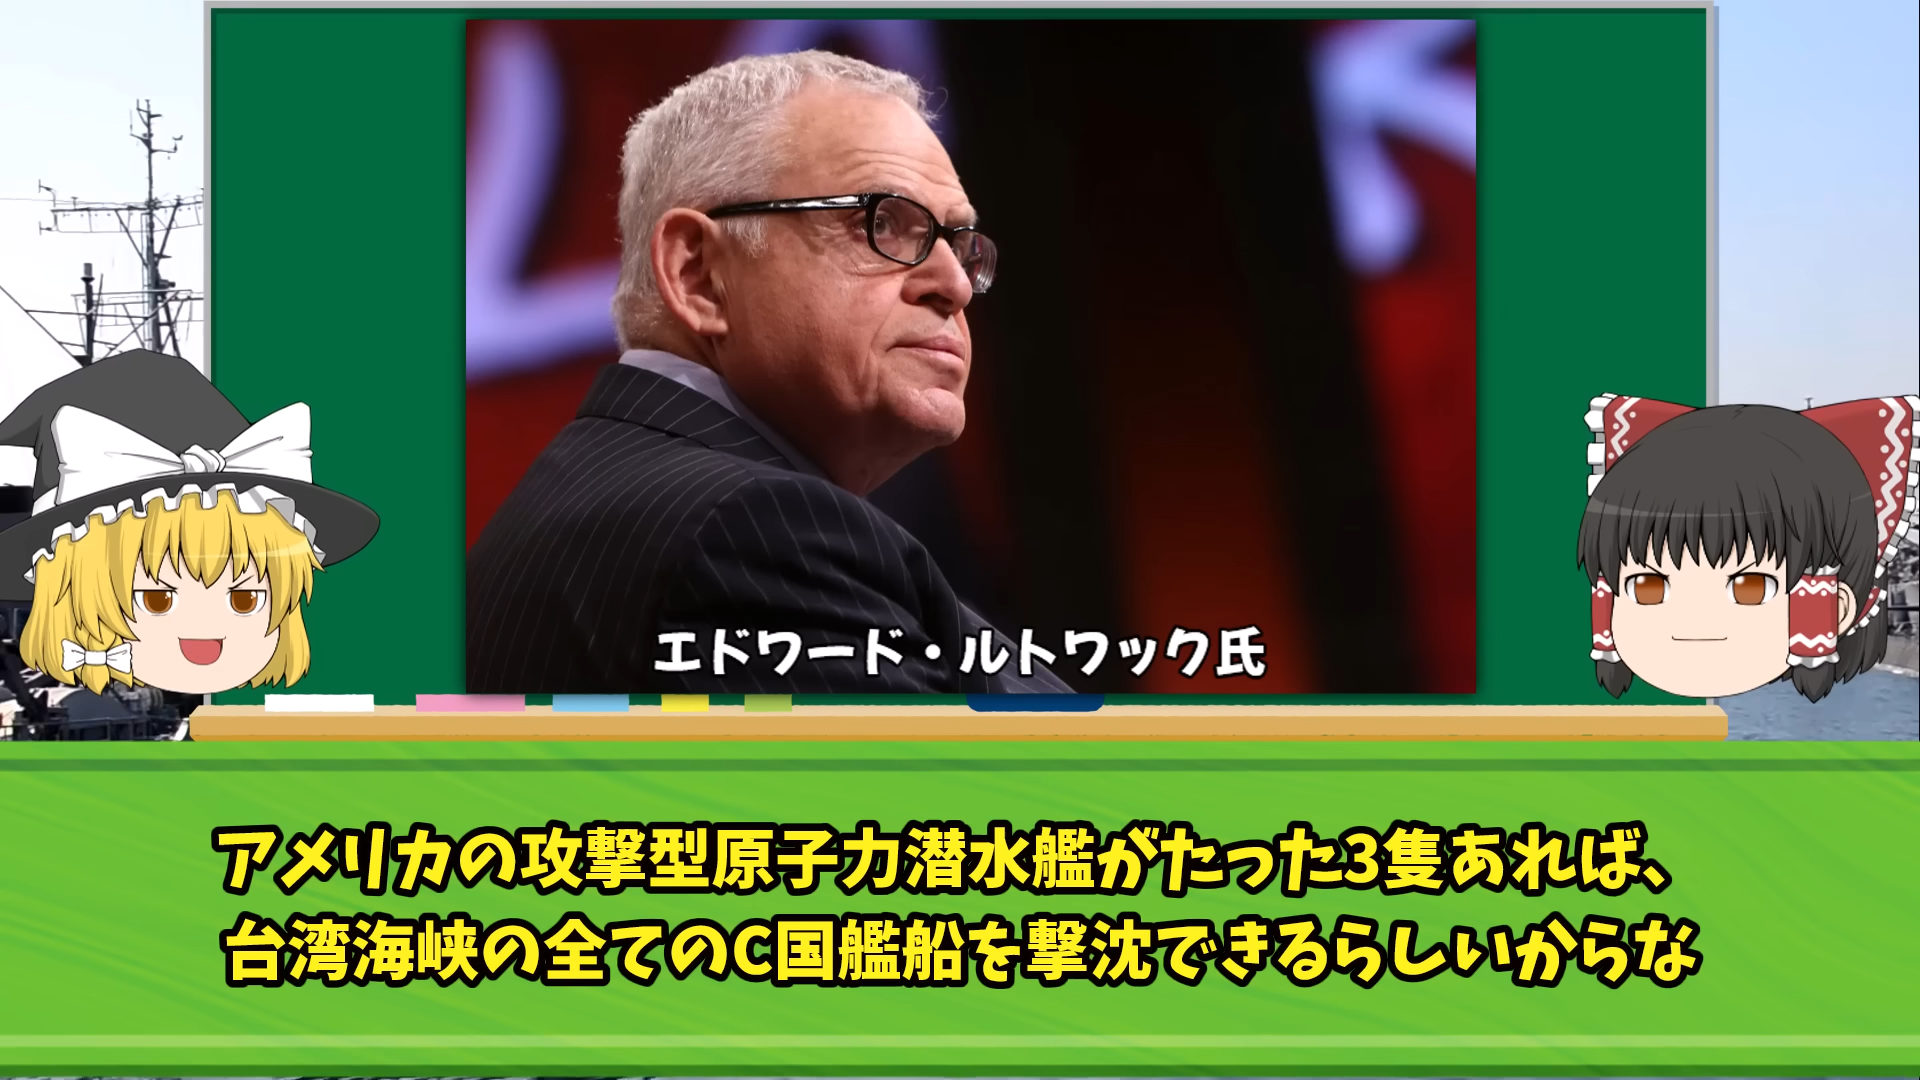 エドワード・ルトワック氏
アメリカの攻撃型原子力潜水艦がたった3隻あれば、
台湾海峡の全てのC国艦船を撃沈できるらしいからな